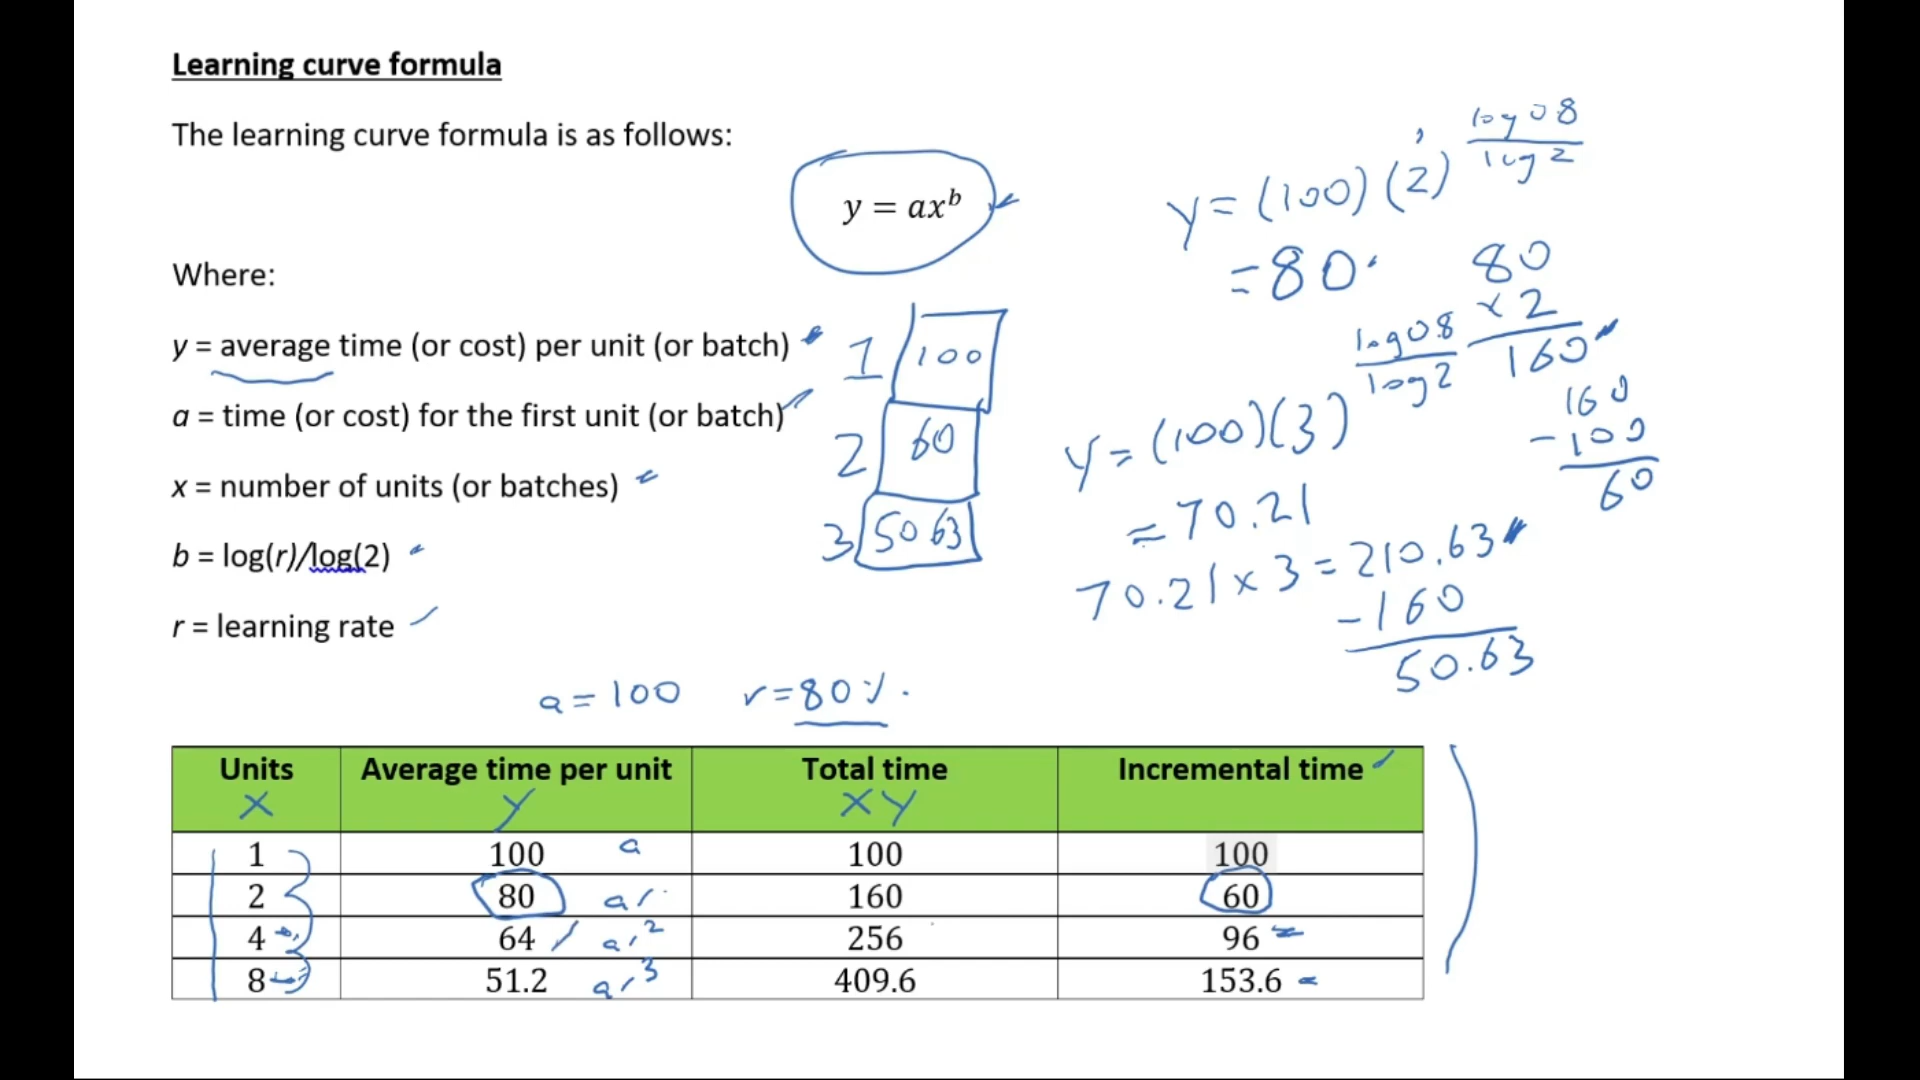 Learning curve formula
The learning curve formula is as follows:
y = ax^b
Where:
y = average time (or cost) per unit (or batch)
a = time (or cost) for the first unit (or batch)
x = number of units (or batches)
b = log(r)/log(2)
r = learning rate
1 100
2 60
3 50.63
y = (100)(2)^(log 0.8 / log 2)
= 80
80
x 2
160
160
- 100
60
y = (100)(3)^(log 0.8 / log 2)
= 70.21
70.21 x 3 = 210.63
- 160
50.63
a = 100 r = 80%.
Units Average time per unit Total time Incremental time
X Y XY
1 100 a 100 100
2 80 ar 160 60
4 64 ar² 256 96
8 51.2 ar³ 409.6 153.6